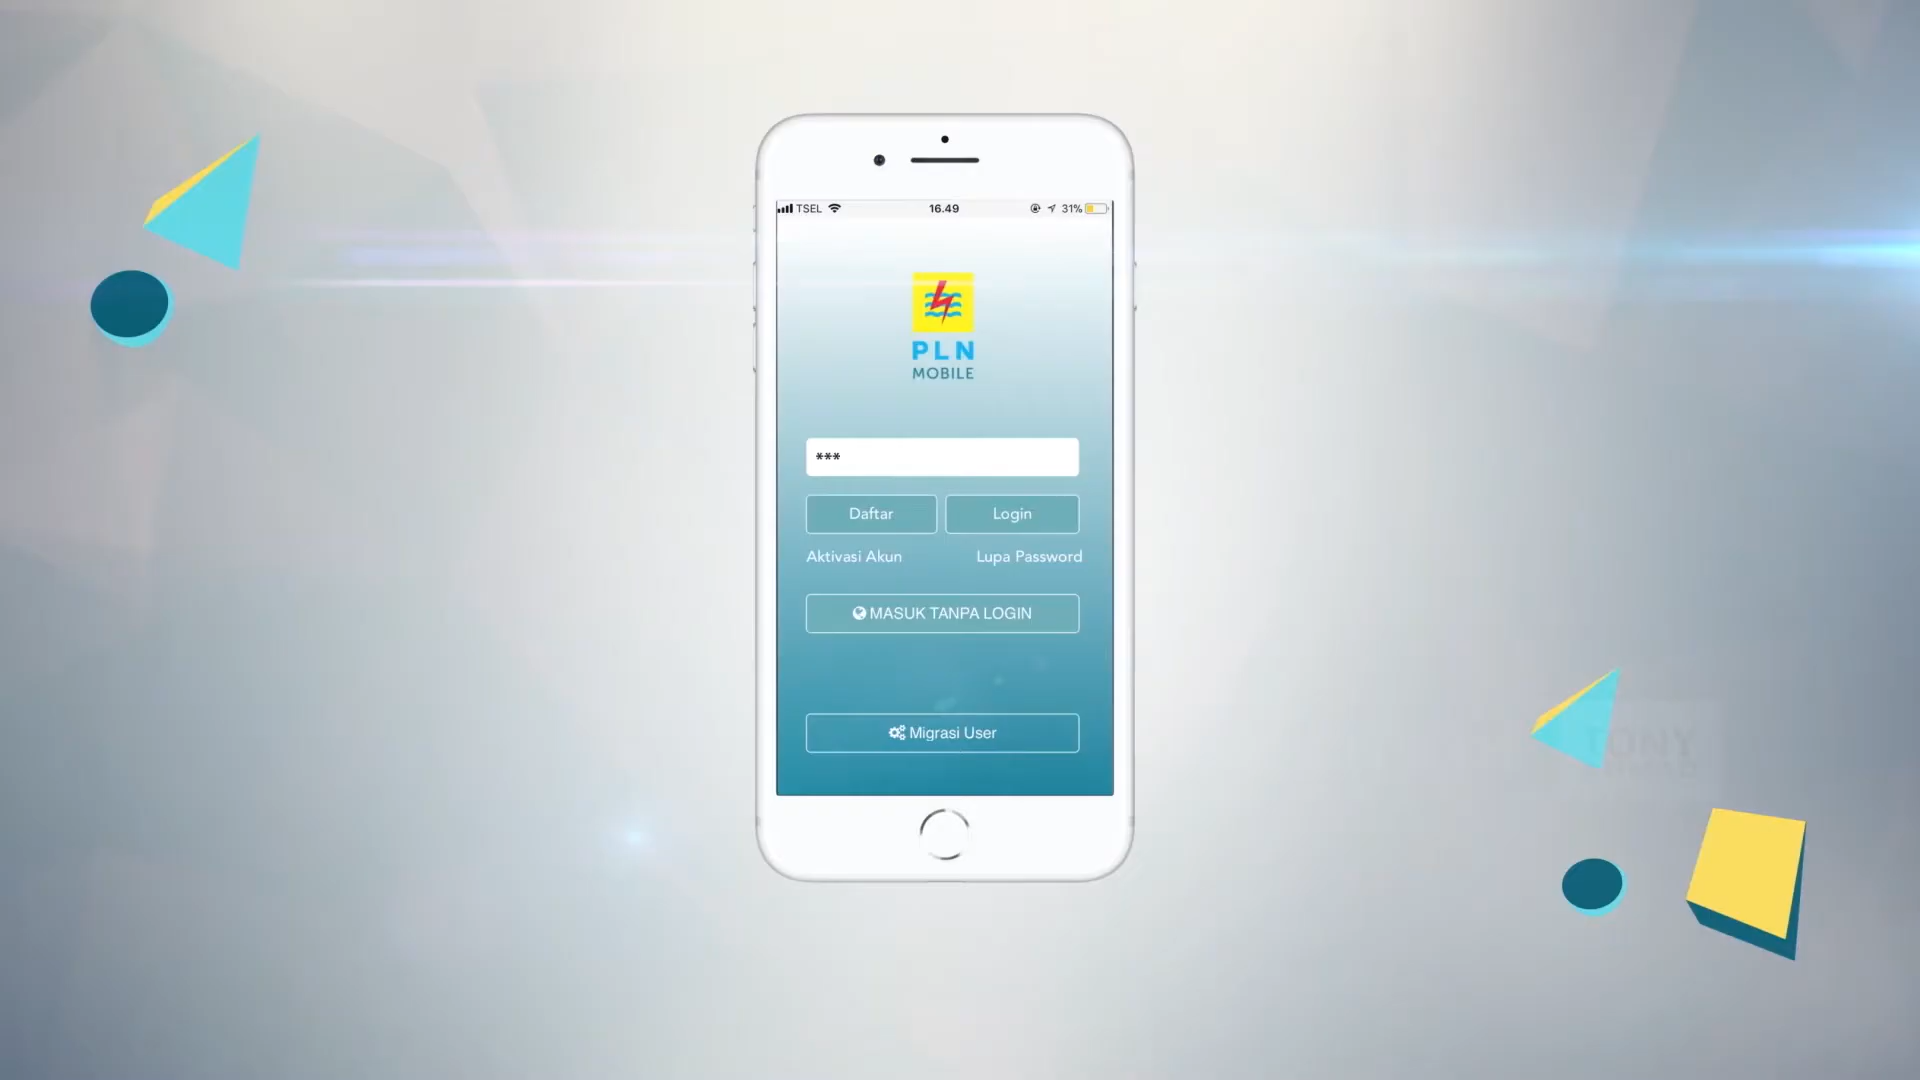 TSEL 16.49 31%
PLN
MOBILE
***
Daftar Login
Aktivasi Akun Lupa Password
MASUK TANPA LOGIN
Migrasi User